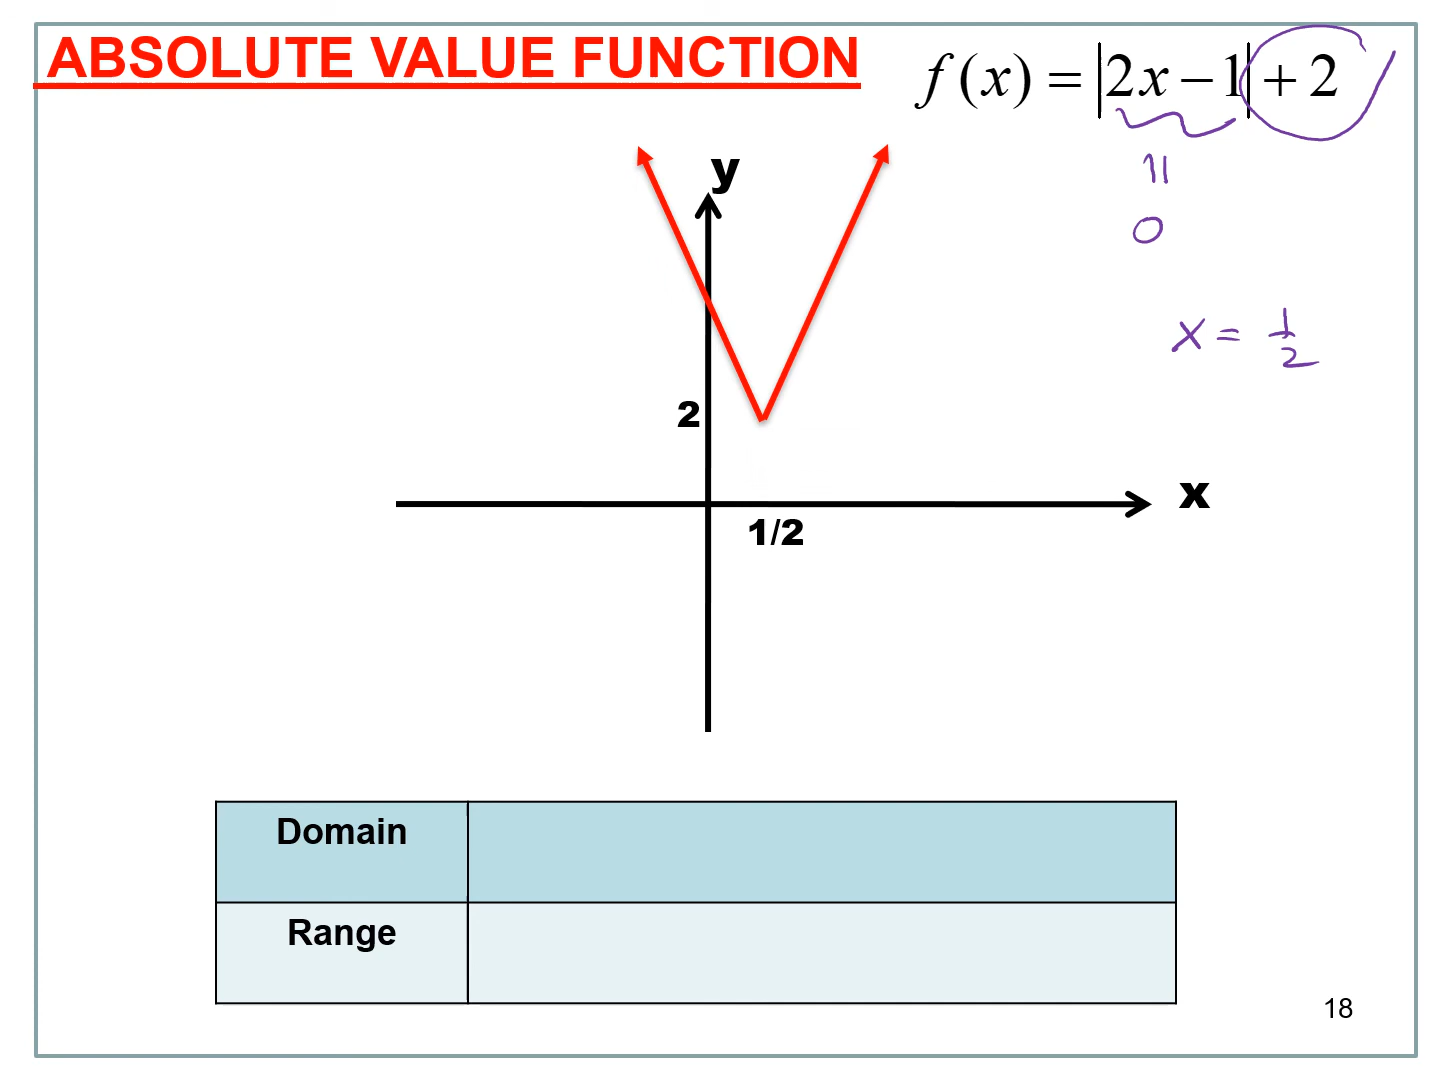 ABSOLUTE VALUE FUNCTION
f(x) = |2x − 1| + 2
=
0
y
x = 1/2
2
x
1/2
Domain
Range
18